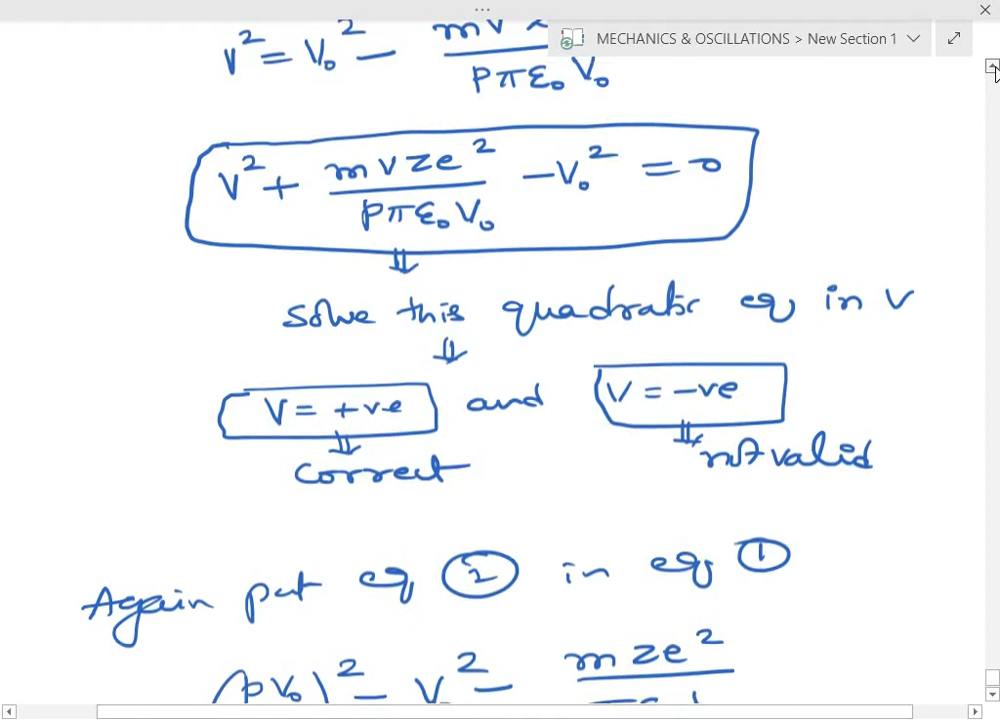 MECHANICS & OSCILLATIONS > New Section 1
V² = V₀² − mv / pπε₀V₀
V² + mvze² / pπε₀V₀ − V₀² = 0
solve this quadratic eq in v
V = +ve and V = −ve
correct not valid
Again put eq ② in eq ①
(pV₀)² = V² − mze²